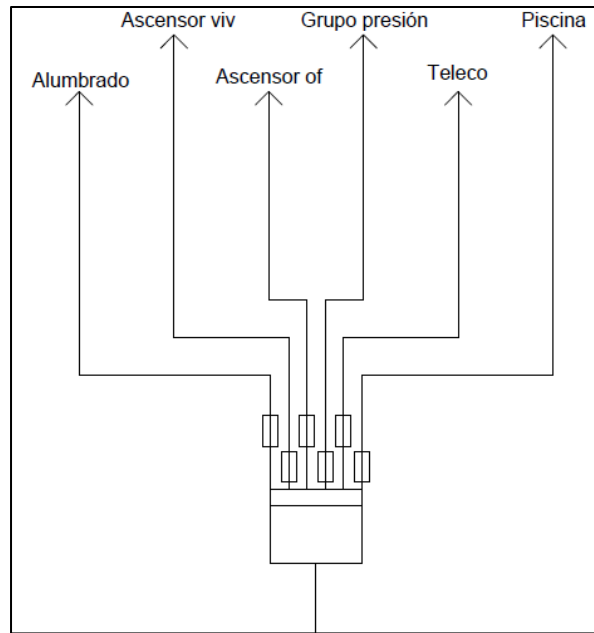 Ascensor viv
Grupo presión
Piscina
Alumbrado
Ascensor of
Teleco